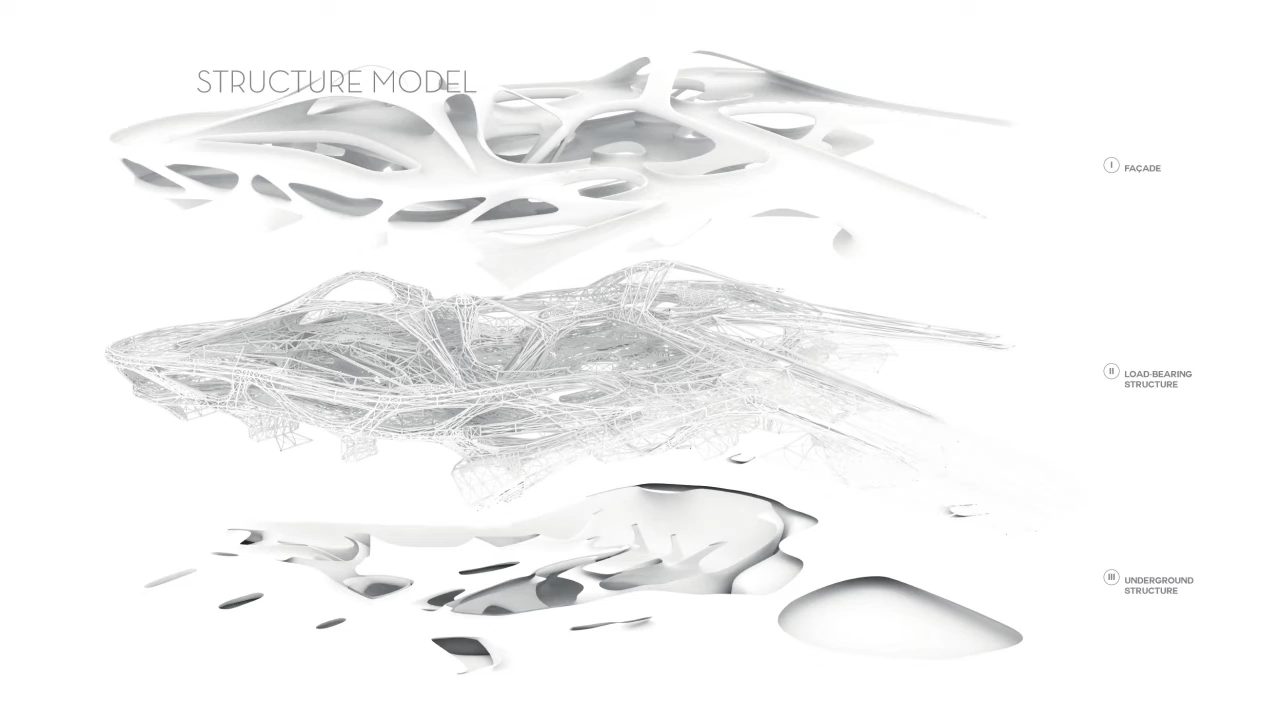 STRUCTURE MODEL
I FAÇADE
II LOAD-BEARING
STRUCTURE
III UNDERGROUND
STRUCTURE